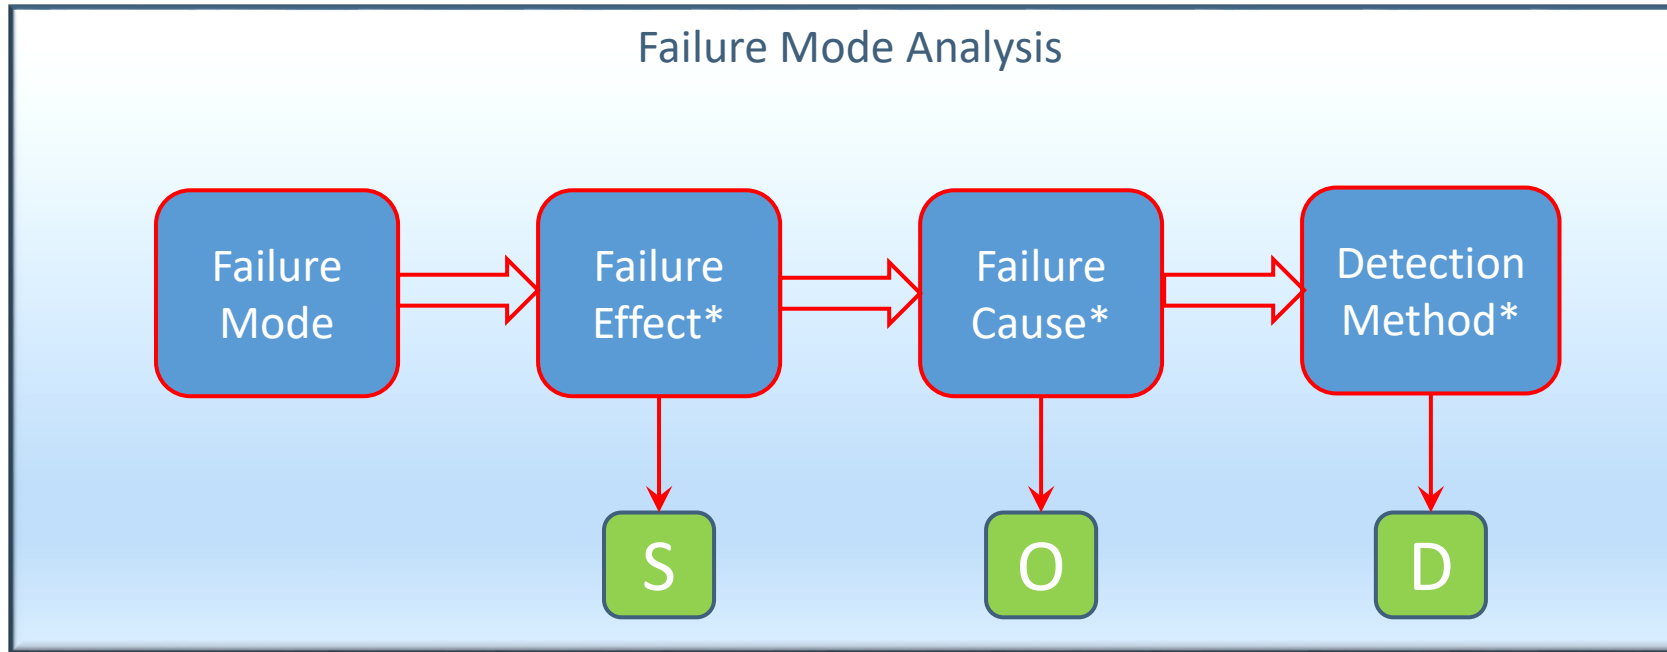 Failure Mode Analysis
Failure
Mode
Failure
Effect*
Failure
Cause*
Detection
Method*
S
O
D